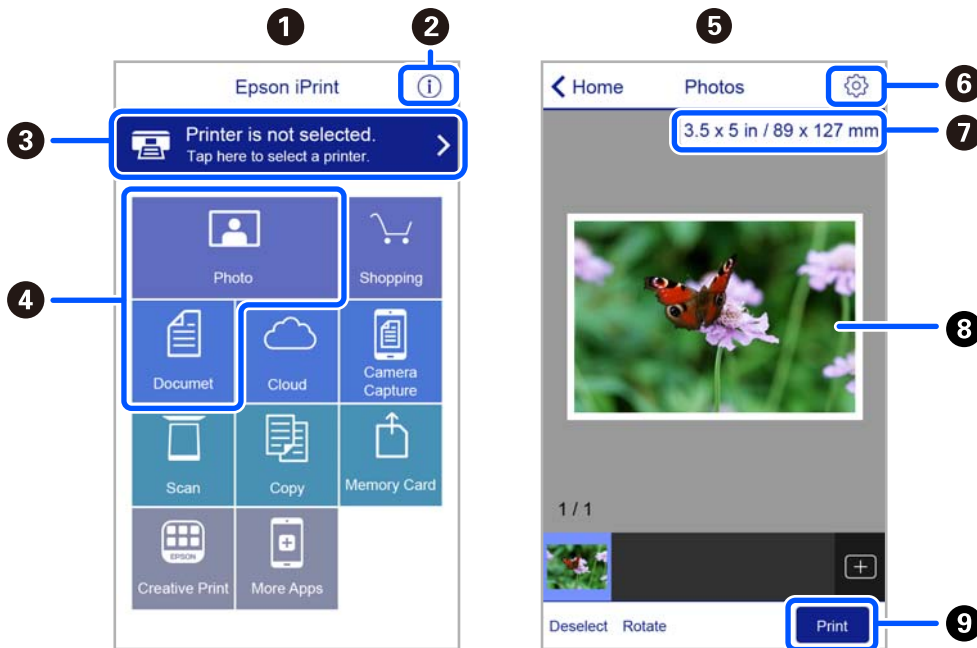 1
2
Epson iPrint
i
3
Printer is not selected.
Tap here to select a printer.
4
Photo
Shopping
Documet
Cloud
Camera
Capture
Scan
Copy
Memory Card
EPSON
Creative Print
More Apps
5
Home
Photos
6
3.5 x 5 in / 89 x 127 mm
7
8
1 / 1
Deselect
Rotate
Print
9